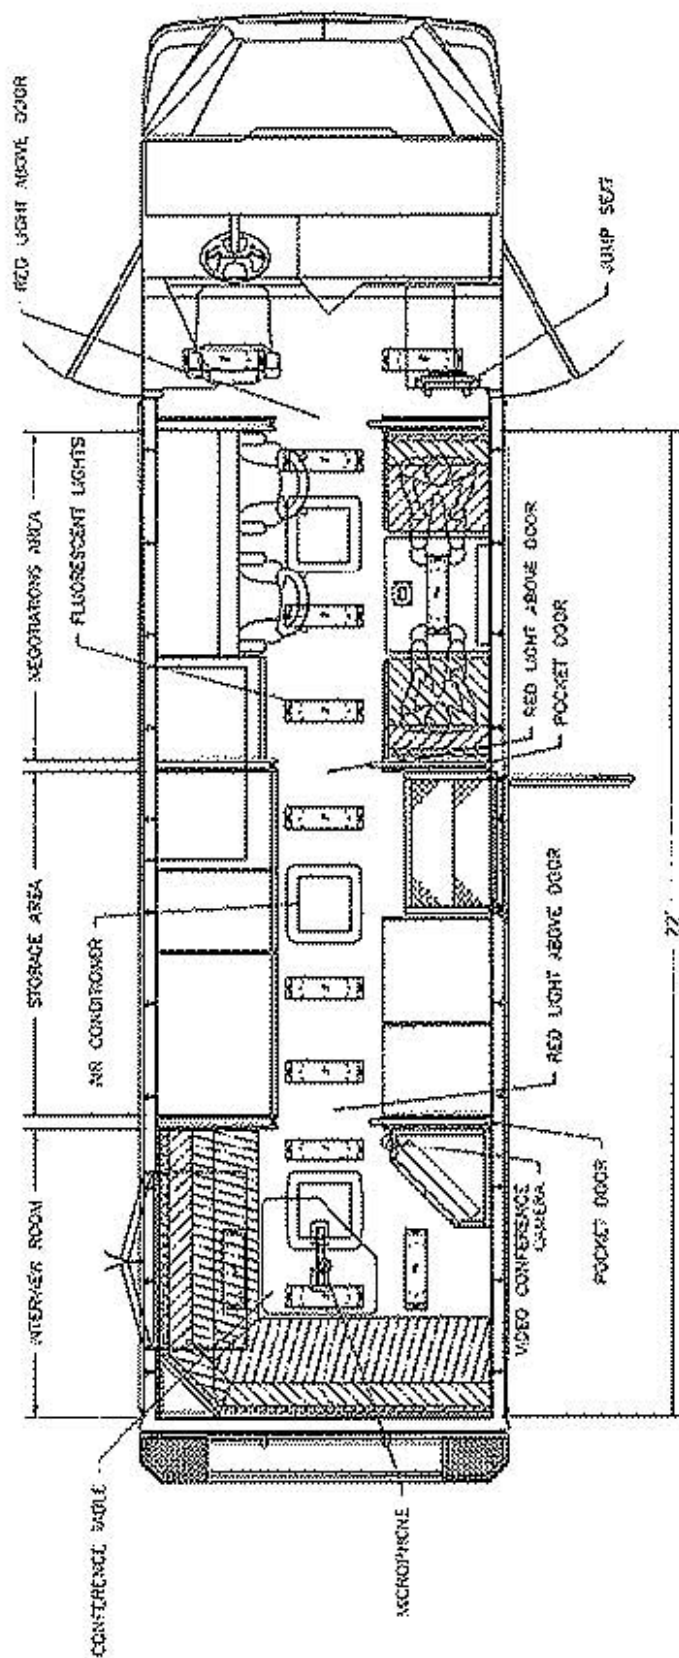 RED LIGHT ABOVE DOOR
JUMP SEAT
NEGOTIATIONS AREA
FLUORESCENT LIGHTS
RED LIGHT ABOVE DOOR
POCKET DOOR
STORAGE AREA
AIR CONDITIONER
RED LIGHT ABOVE DOOR
22'
INTERVIEW ROOM
VIDEO CONFERENCE
CAMERA
POCKET DOOR
CONFERENCE TABLE
MICROPHONE